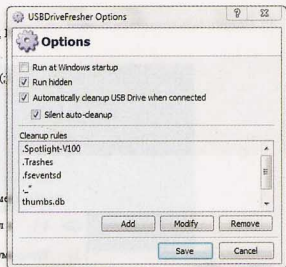 USBDriveFresher Options
Options
Run at Windows startup
Run hidden
Automatically cleanup USB Drive when connected
Silent auto-cleanup
Cleanup rules
.Spotlight-V100
.Trashes
.fseventsd
._*
thumbs.db
Add Modify Remove
Save Cancel